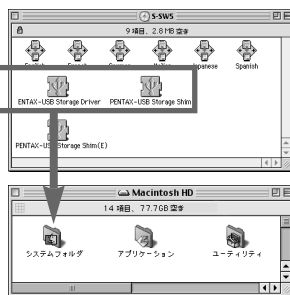 S-SW5
9 項目、2.8 MB 空き
apanese Spanish
ENTAX-USB Storage Driver PENTAX-USB Storage Shim
PENTAX-USB Storage Shim(E)
Macintosh HD
14 項目、77.7GB 空き
システムフォルダ アプリケーション ユーティリティ